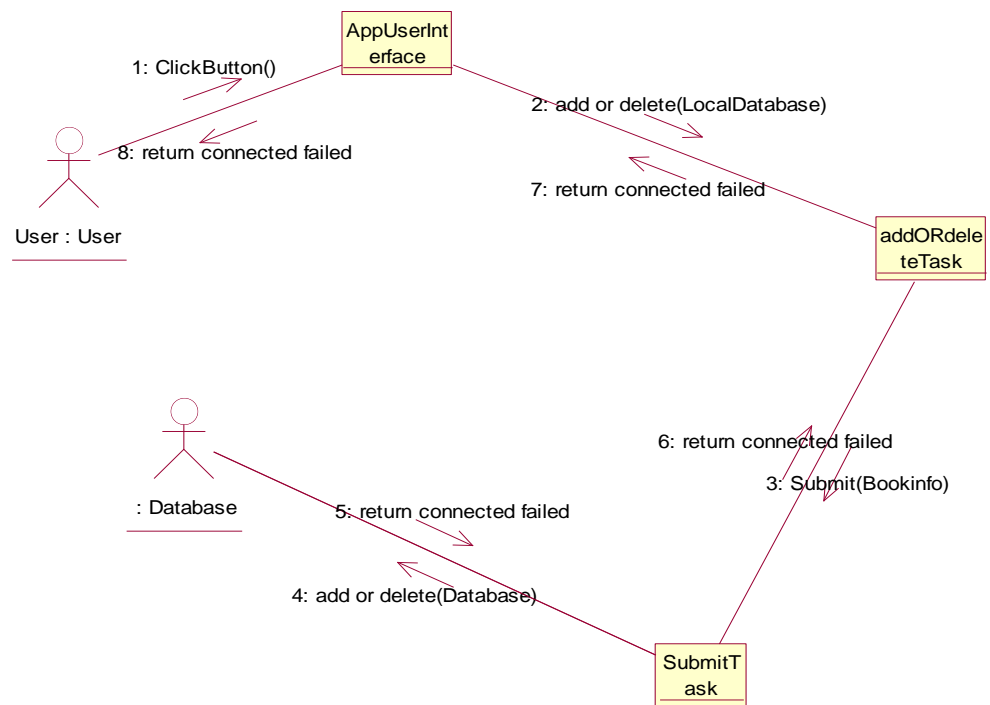 AppUserInt
erface
1: ClickButton()
2: add or delete(LocalDatabase)
8: return connected failed
7: return connected failed
User : User
addORdele
teTask
6: return connected failed
3: Submit(Bookinfo)
: Database
5: return connected failed
4: add or delete(Database)
SubmitT
ask